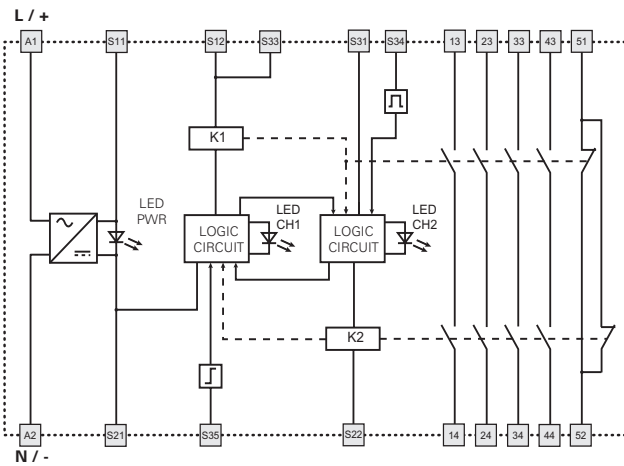 L / +
A1
S11
S12
S33
S31
S34
13
23
33
43
51
K1
LED
PWR
LOGIC
CIRCUIT
LED
CH1
LOGIC
CIRCUIT
LED
CH2
K2
A2
S21
S35
S22
14
24
34
44
52
N / -